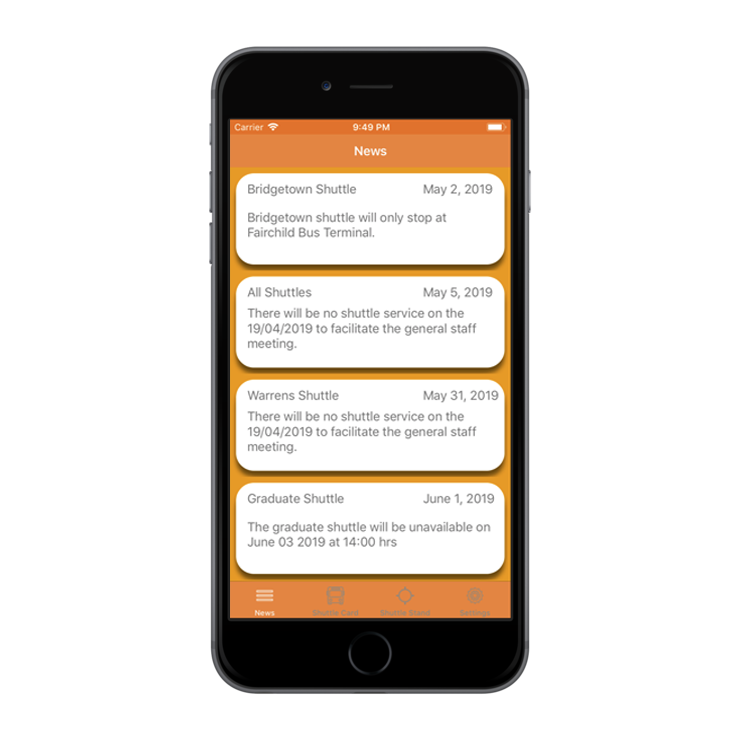 Carrier 9:49 PM
News
Bridgetown Shuttle May 2, 2019
Bridgetown shuttle will only stop at
Fairchild Bus Terminal.
All Shuttles May 5, 2019
There will be no shuttle service on the
19/04/2019 to facilitate the general staff
meeting.
Warrens Shuttle May 31, 2019
There will be no shuttle service on the
19/04/2019 to facilitate the general staff
meeting.
Graduate Shuttle June 1, 2019
The graduate shuttle will be unavailable on
June 03 2019 at 14:00 hrs
News Shuttle Card Shuttle Stand Settings